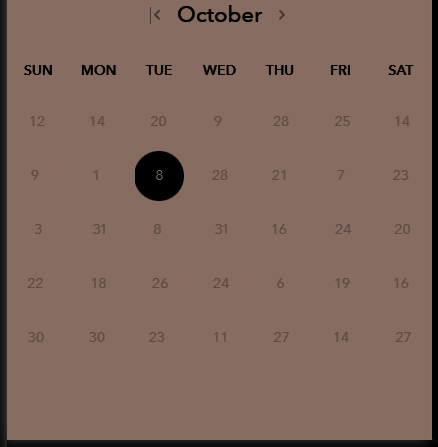 < October >
SUN MON TUE WED THU FRI SAT
12 14 20 9 28 25 14
9 1 8 28 21 7 23
3 31 8 31 16 24 20
22 18 26 24 6 19 16
30 30 23 11 27 14 27